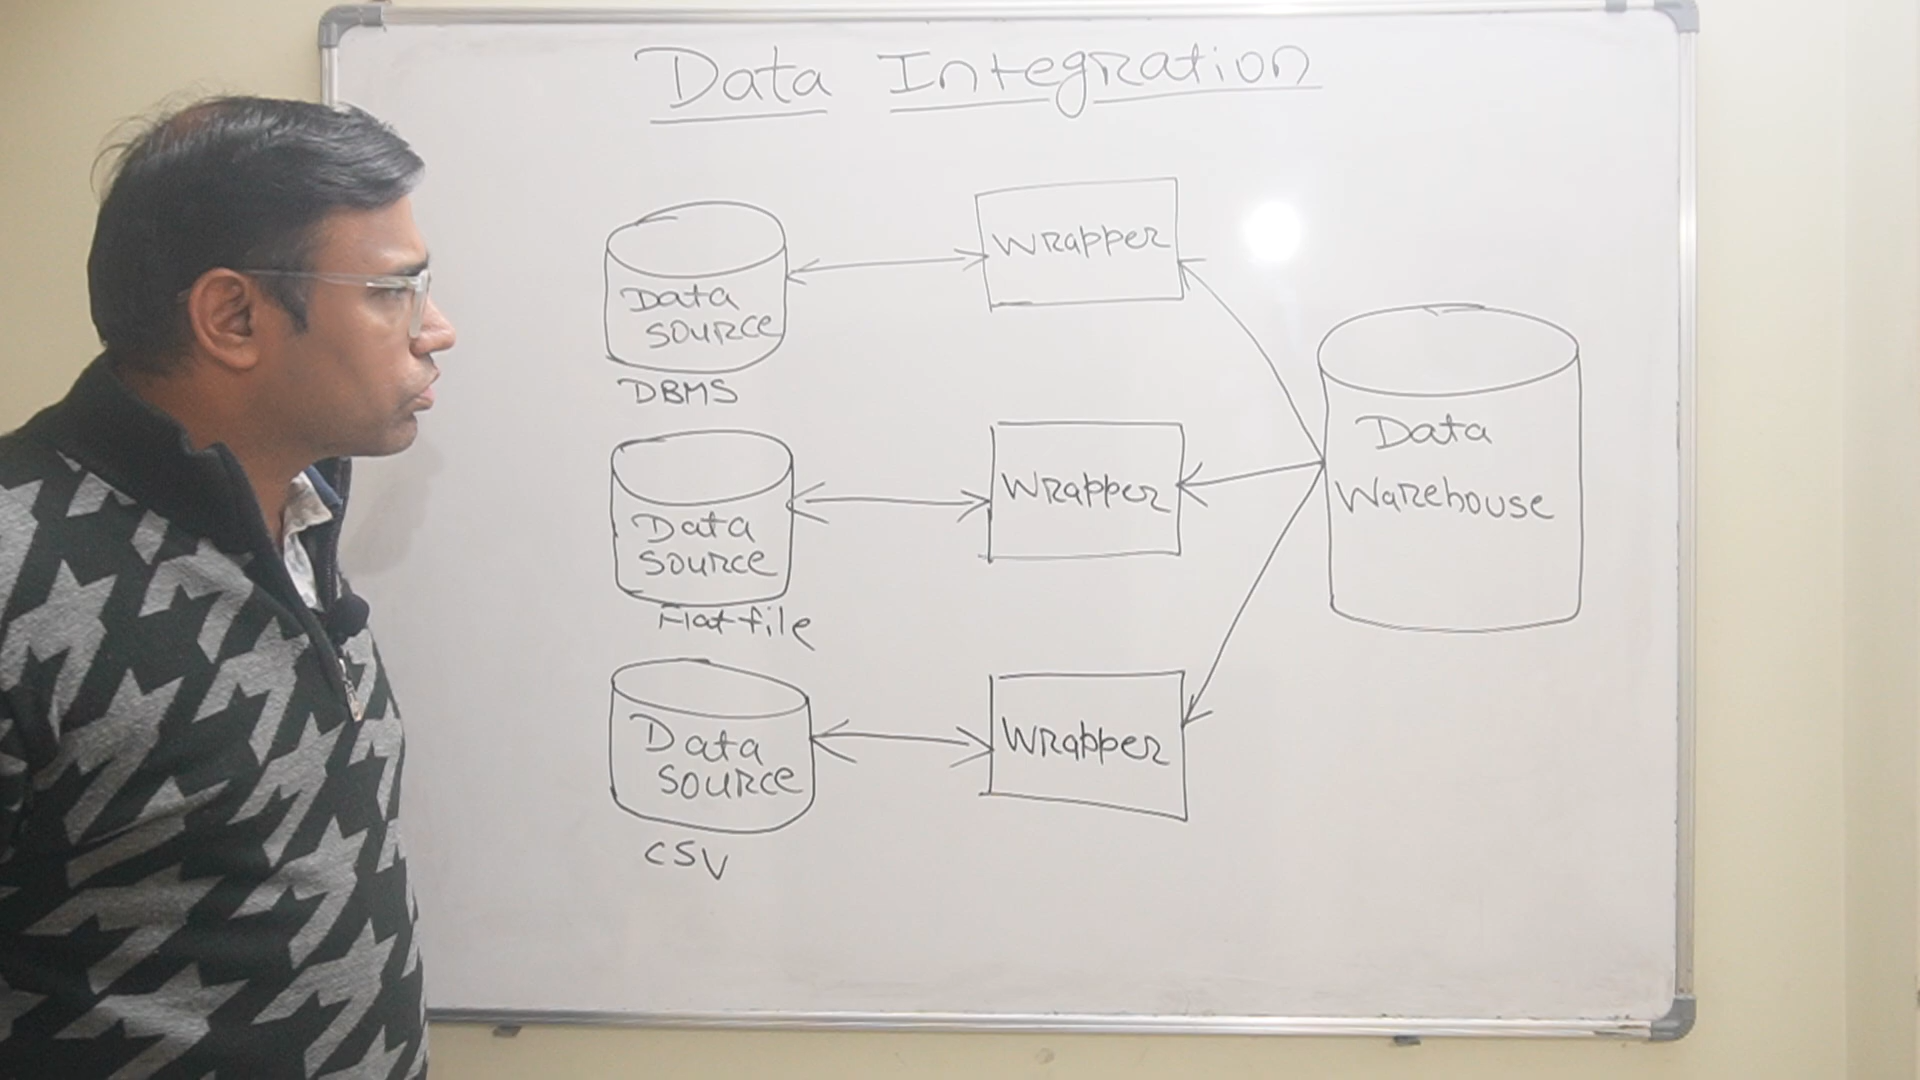 Data Integration
Data
source
DBMS
Wrapper
Data
source
Flat file
Wrapper
Data
source
CSV
Wrapper
Data
Warehouse